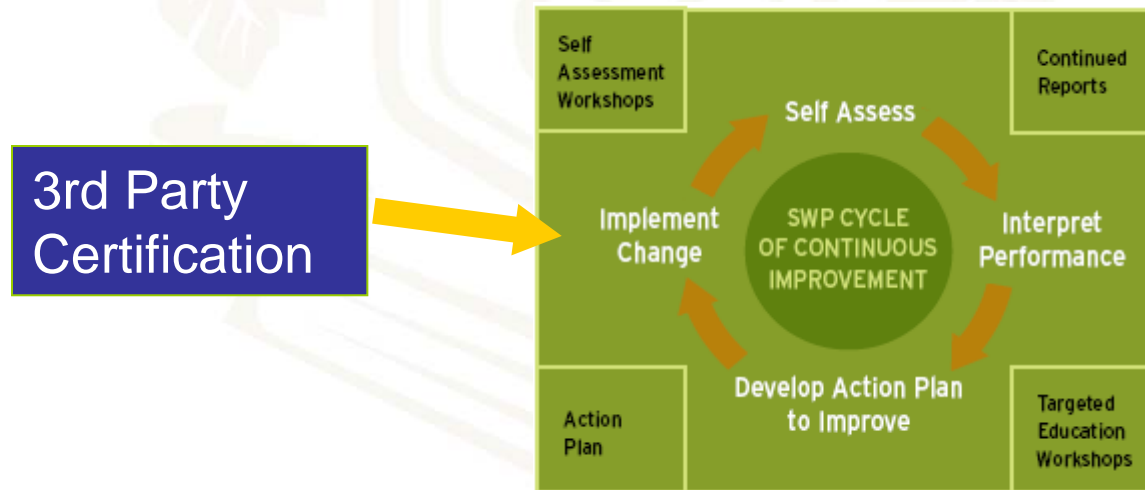 3rd Party
Certification
Self
Assessment
Workshops
Continued
Reports
Self Assess
Implement
Change
SWP CYCLE
OF CONTINUOUS
IMPROVEMENT
Interpret
Performance
Develop Action Plan
to Improve
Action
Plan
Targeted
Education
Workshops